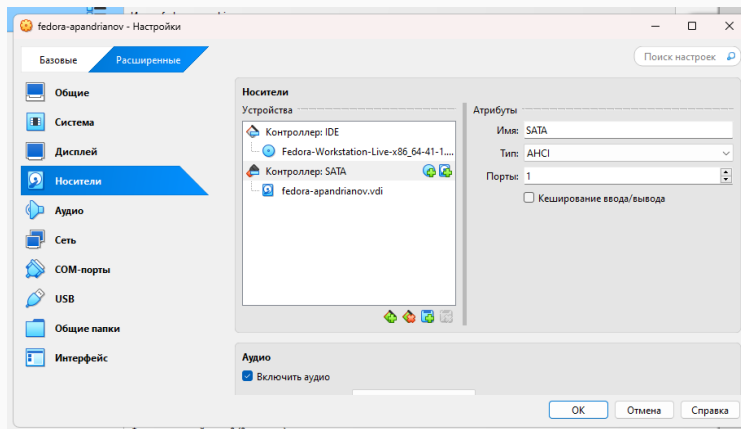 fedora-apandrianov - Настройки
Базовые
Расширенные
Поиск настроек
Общие
Система
Дисплей
Носители
Аудио
Сеть
COM-порты
USB
Общие папки
Интерфейс
Носители
Устройства
Контроллер: IDE
Fedora-Workstation-Live-x86_64-41-1....
Контроллер: SATA
fedora-apandrianov.vdi
Атрибуты
Имя: SATA
Тип: AHCI
Порты: 1
Кеширование ввода/вывода
Аудио
Включить аудио
OK
Отмена
Справка